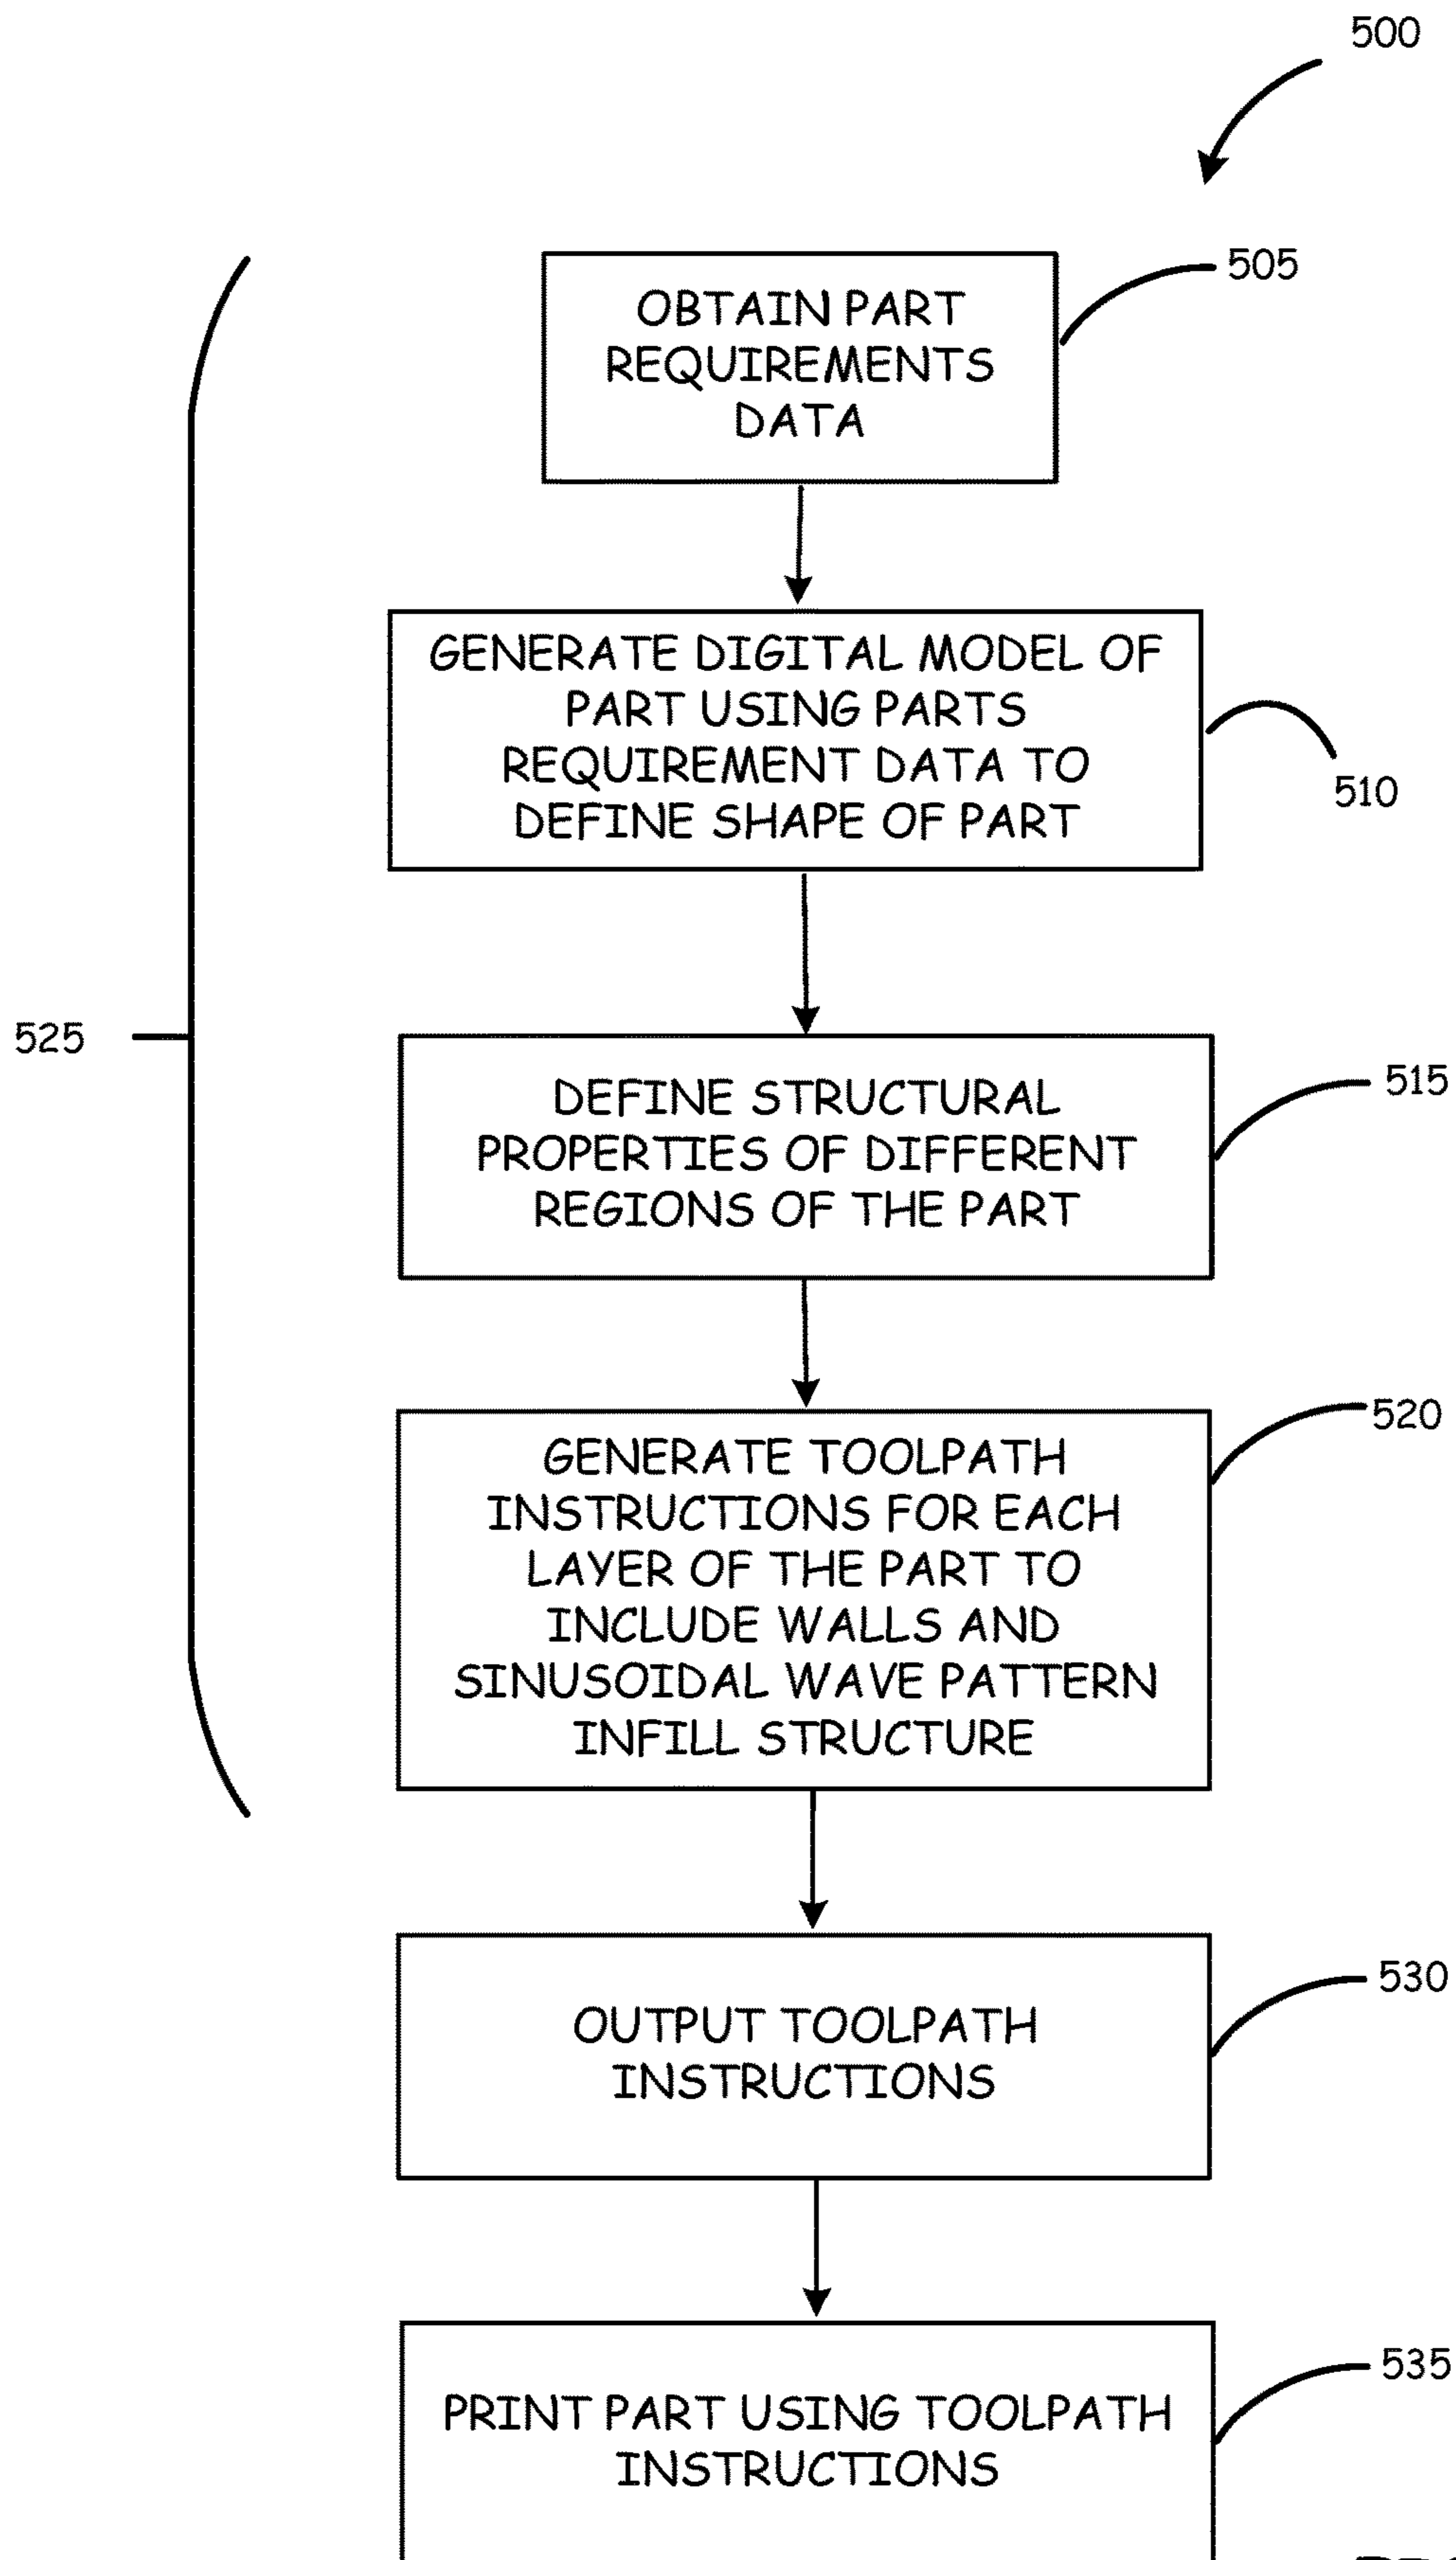 500
505
OBTAIN PART
REQUIREMENTS
DATA
GENERATE DIGITAL MODEL OF
PART USING PARTS
REQUIREMENT DATA TO
DEFINE SHAPE OF PART
510
525
515
DEFINE STRUCTURAL
PROPERTIES OF DIFFERENT
REGIONS OF THE PART
520
GENERATE TOOLPATH
INSTRUCTIONS FOR EACH
LAYER OF THE PART TO
INCLUDE WALLS AND
SINUSOIDAL WAVE PATTERN
INFILL STRUCTURE
530
OUTPUT TOOLPATH
INSTRUCTIONS
535
PRINT PART USING TOOLPATH
INSTRUCTIONS